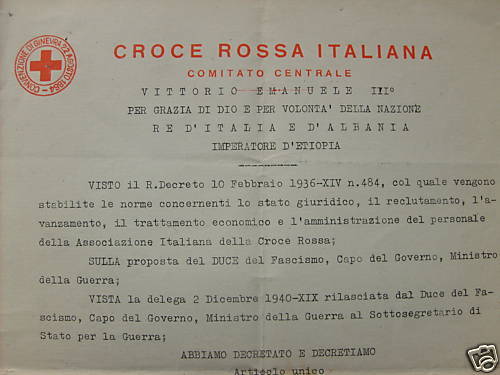 CONVENZIONE DI GINEVRA 22 AGOSTO 1864
CROCE ROSSA ITALIANA
COMITATO CENTRALE
VITTORIO EMANUELE III°
PER GRAZIA DI DIO E PER VOLONTA' DELLA NAZIONE
RE D'ITALIA E D'ALBANIA
IMPERATORE D'ETIOPIA
VISTO il R.Decreto 10 Febbraio 1936-XIV n.484, col quale vengono
stabilite le norme concernenti lo stato giuridico, il reclutamento, l'a-
vanzamento, il trattamento economico e l'amministrazione del personale
della Associazione Italiana della Croce Rossa;
SULLA proposta del DUCE del Fascismo, Capo del Governo, Ministro
della Guerra;
VISTA la delega 2 Dicembre 1940-XIX rilasciata dal Duce del Fa-
scismo, Capo del Governo, Ministro della Guerra al Sottosegretario di
Stato per la Guerra;
ABBIAMO DECRETATO E DECRETIAMO
Articolo unico
ebY